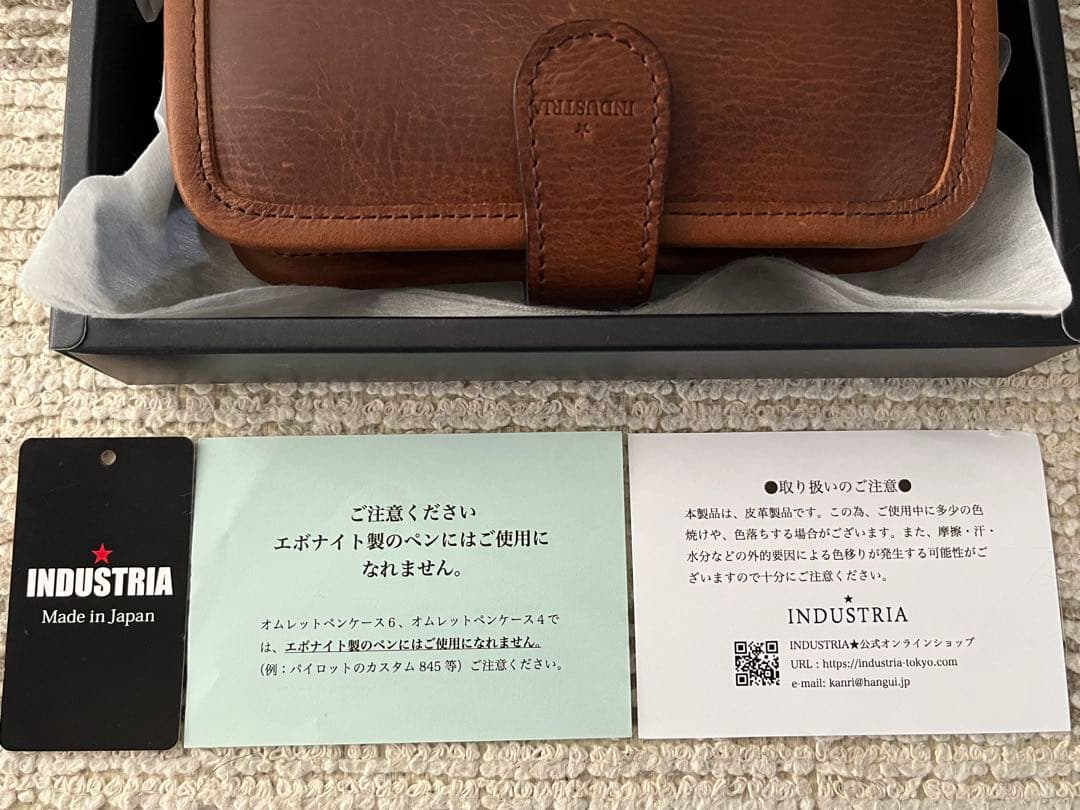 INDUSTRIA
★
★
INDUSTRIA
Made in Japan
ご注意ください
エボナイト製のペンにはご使用に
なれません。
オムレットペンケース６、オムレットペンケース４で
は、エボナイト製のペンにはご使用になれません。
(例：パイロットのカスタム 845 等) ご注意ください。
●取り扱いのご注意●
本製品は、皮革製品です。この為、ご使用中に多少の色
焼けや、色落ちする場合がございます。また、摩擦・汗・
水分などの外的要因による色移りが発生する可能性がご
ざいますので十分にご注意ください。
★
INDUSTRIA
INDUSTRIA★公式オンラインショップ
URL : https://industria-tokyo.com
e-mail: kanri@hangui.jp